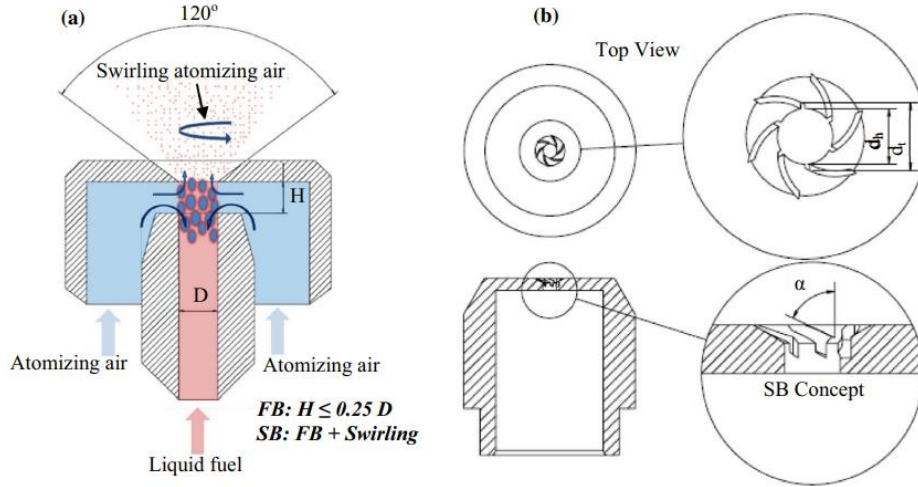 (a)
120°
Swirling atomizing air
H
D
Atomizing air
Atomizing air
FB: H ≤ 0.25 D
SB: FB + Swirling
Liquid fuel
(b)
Top View
dh
dt
α
SB Concept